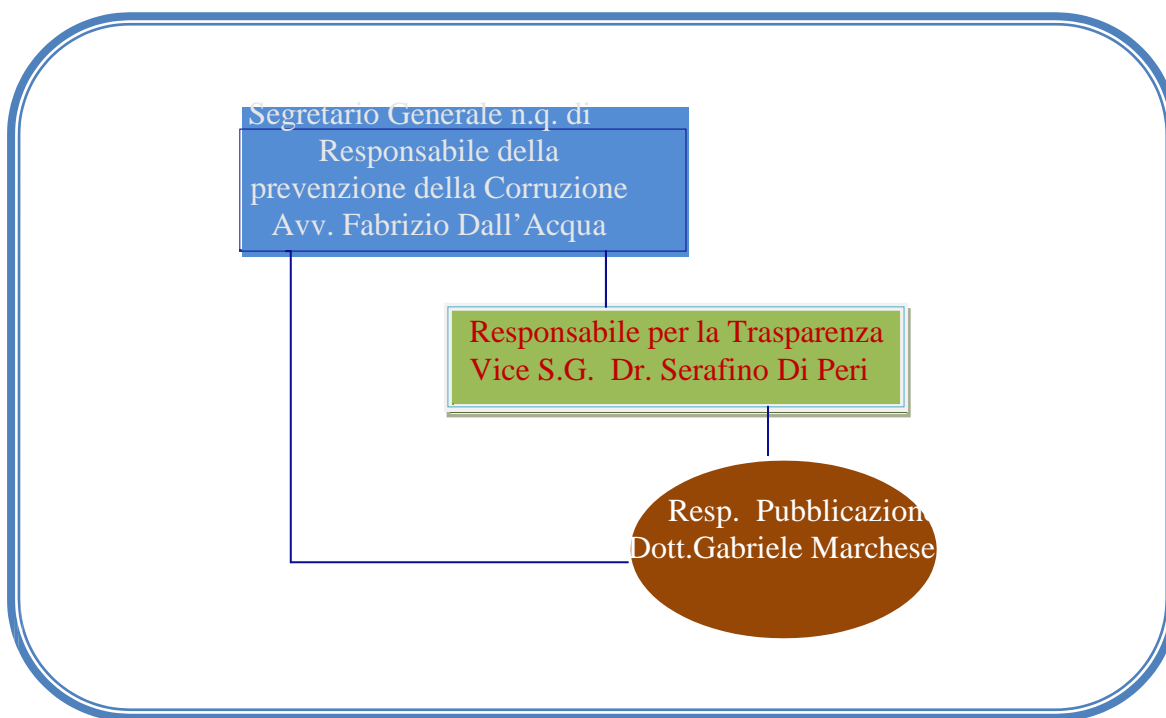 Segretario Generale n.q. di
Responsabile della
prevenzione della Corruzione
Avv. Fabrizio Dall’Acqua
Responsabile per la Trasparenza
Vice S.G. Dr. Serafino Di Peri
Resp. Pubblicazione
Dott.Gabriele Marchese